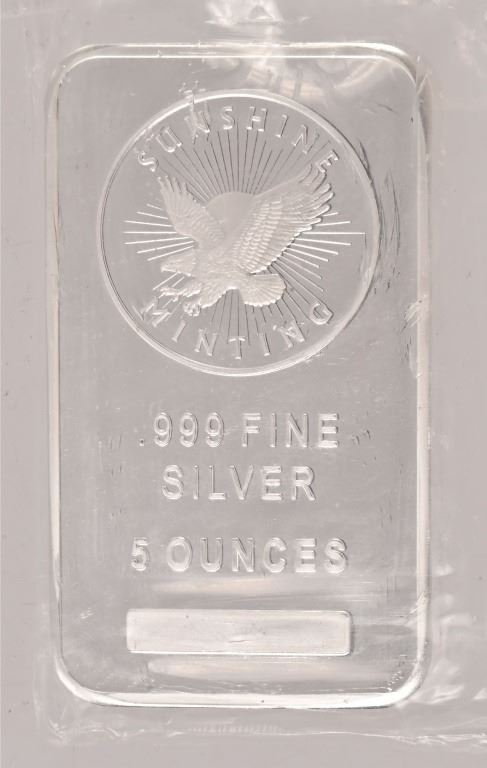 SUNSHINE
MINTING
.999 FINE
SILVER
5 OUNCES